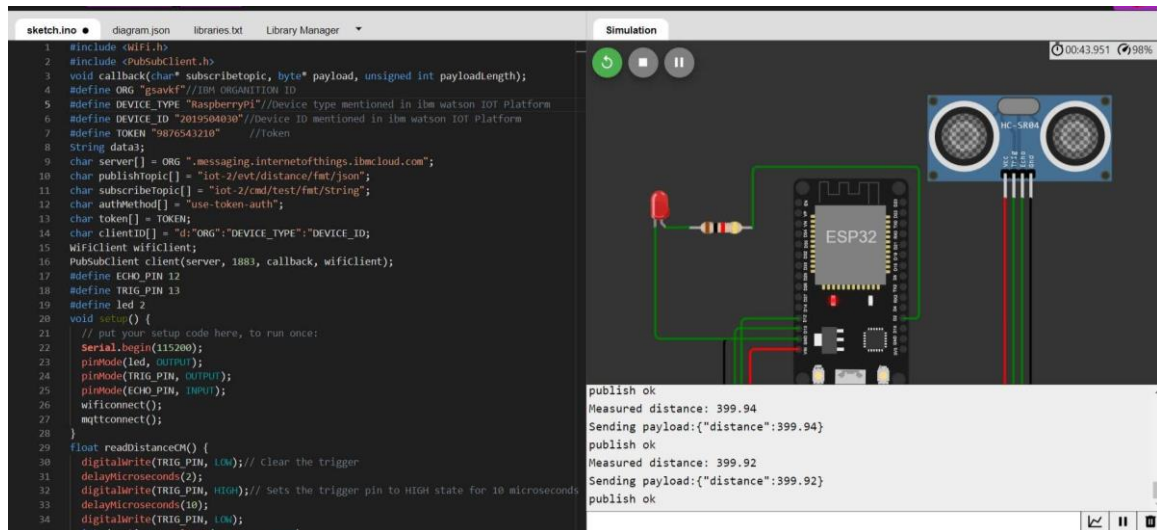 sketch.ino ● diagram.json libraries.txt Library Manager ▼
1 #include <WiFi.h>
2 #include <PubSubClient.h>
3 void callback(char* subscribetopic, byte* payload, unsigned int payloadLength);
4 #define ORG "gsavkf"//IBM ORGANITION ID
5 #define DEVICE_TYPE "RaspberryPi"//Device type mentioned in ibm watson IOT Platform
6 #define DEVICE_ID "2019504030"//Device ID mentioned in ibm watson IOT Platform
7 #define TOKEN "9876543210" //Token
8 String data3;
9 char server[] = ORG ".messaging.internetofthings.ibmcloud.com";
10 char publishTopic[] = "iot-2/evt/distance/fmt/json";
11 char subscribeTopic[] = "iot-2/cmd/test/fmt/String";
12 char authMethod[] = "use-token-auth";
13 char token[] = TOKEN;
14 char clientID[] = "d:"ORG":"DEVICE_TYPE":"DEVICE_ID;
15 WiFiClient wifiClient;
16 PubSubClient client(server, 1883, callback, wifiClient);
17 #define ECHO_PIN 12
18 #define TRIG_PIN 13
19 #define led 2
20 void setup() {
21 // put your setup code here, to run once:
22 Serial.begin(115200);
23 pinMode(led, OUTPUT);
24 pinMode(TRIG_PIN, OUTPUT);
25 pinMode(ECHO_PIN, INPUT);
26 wificonnect();
27 mqttconnect();
28 }
29 float readDistanceCM() {
30 digitalWrite(TRIG_PIN, LOW);// Clear the trigger
31 delayMicroseconds(2);
32 digitalWrite(TRIG_PIN, HIGH);// Sets the trigger pin to HIGH state for 10 microseconds
33 delayMicroseconds(10);
34 digitalWrite(TRIG_PIN, LOW);
Simulation
00:43.951 98%
HC-SR04
Vcc
Trig
Echo
Gnd
ESP32
publish ok
Measured distance: 399.94
Sending payload:{"distance":399.94}
publish ok
Measured distance: 399.92
Sending payload:{"distance":399.92}
publish ok